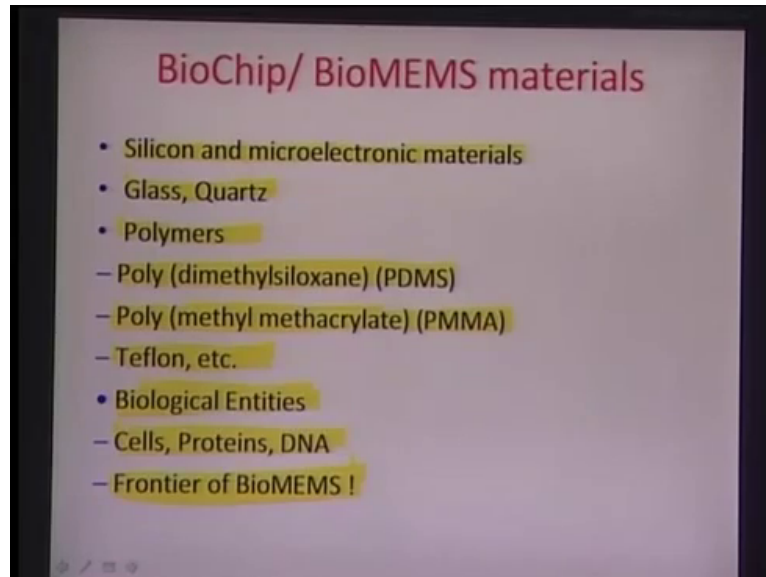 BioChip/ BioMEMS materials
• Silicon and microelectronic materials
• Glass, Quartz
• Polymers
– Poly (dimethylsiloxane) (PDMS)
– Poly (methyl methacrylate) (PMMA)
– Teflon, etc.
• Biological Entities
– Cells, Proteins, DNA
– Frontier of BioMEMS !